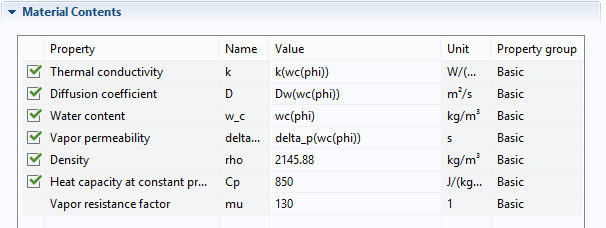 Material Contents
Property Name Value Unit Property group
Thermal conductivity k k(wc(phi)) W/(... Basic
Diffusion coefficient D Dw(wc(phi)) m²/s Basic
Water content w_c wc(phi) kg/m³ Basic
Vapor permeability delta... delta_p(wc(phi)) s Basic
Density rho 2145.88 kg/m³ Basic
Heat capacity at constant pr... Cp 850 J/(kg... Basic
Vapor resistance factor mu 130 1 Basic